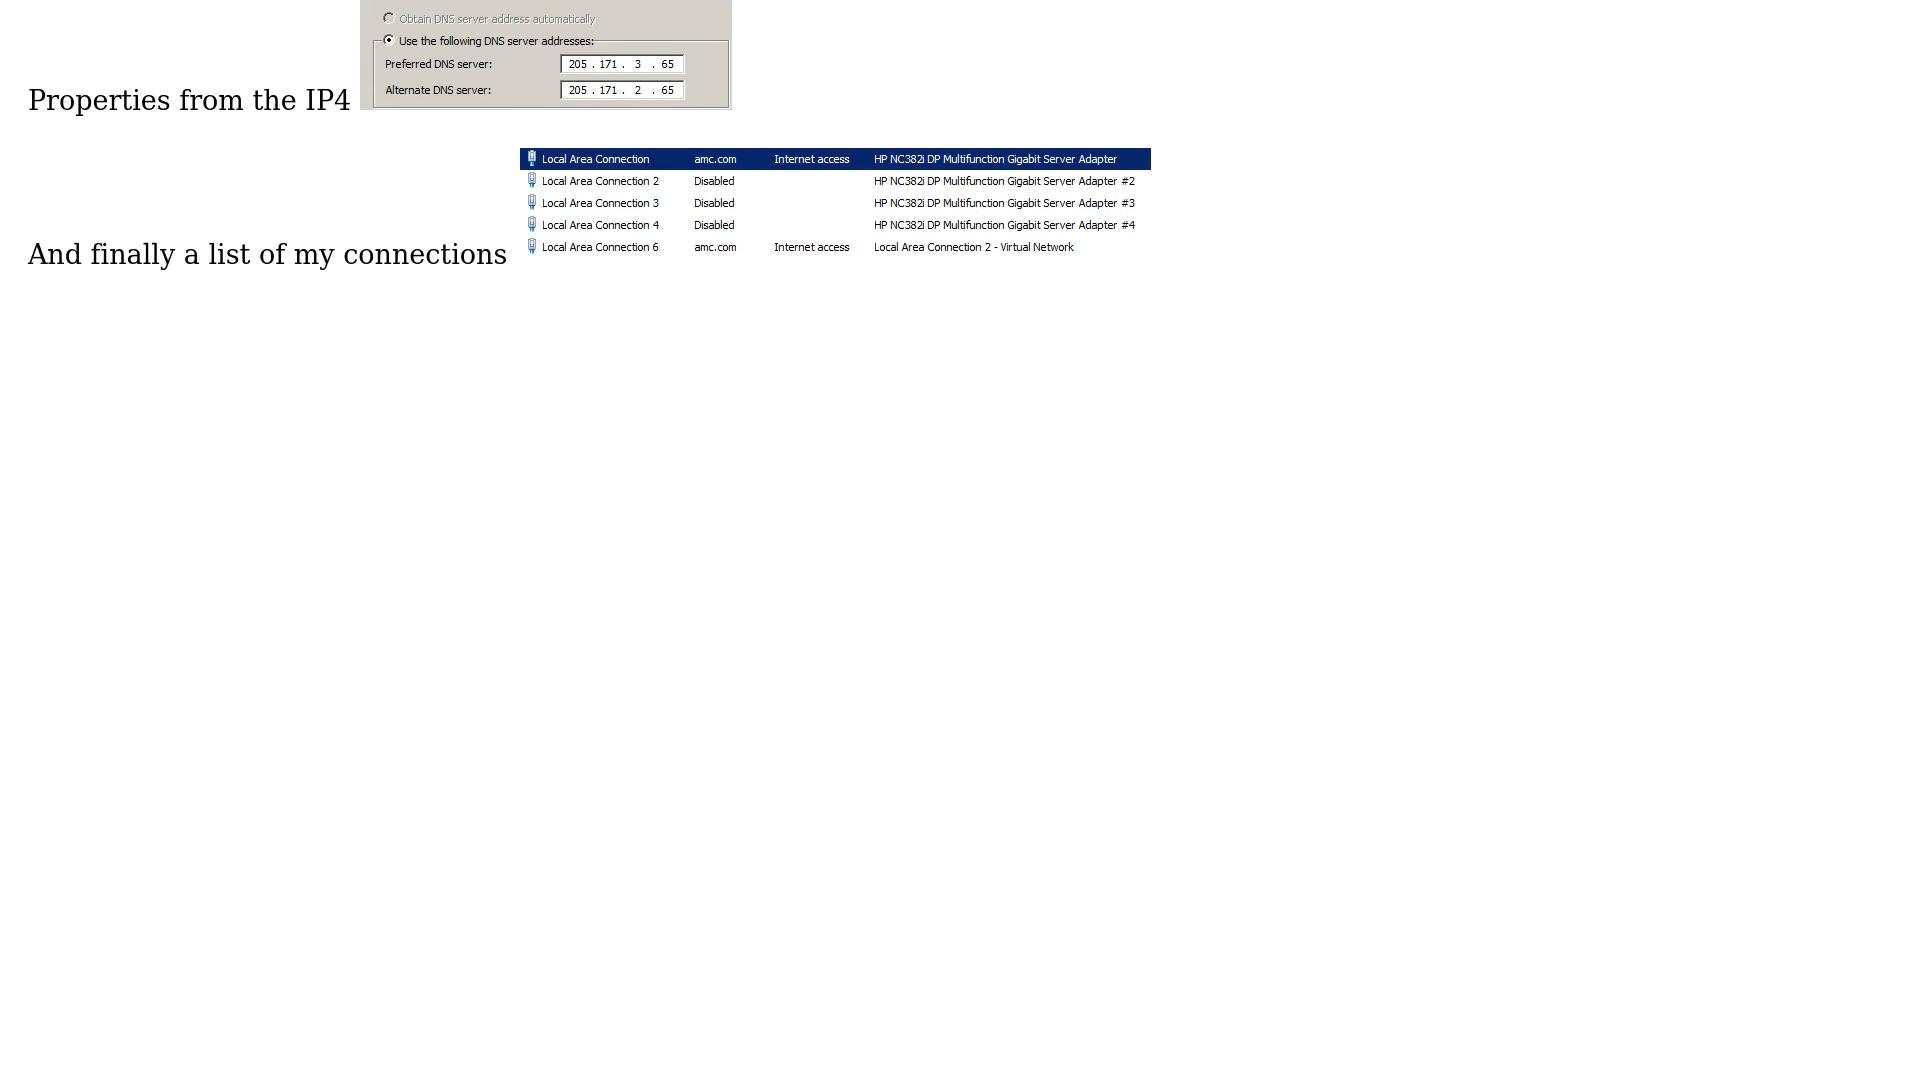 Obtain DNS server address automatically
Use the following DNS server addresses:
Preferred DNS server: 205 . 171 . 3 . 65
Alternate DNS server: 205 . 171 . 2 . 65
Properties from the IP4
Local Area Connection amc.com Internet access HP NC382i DP Multifunction Gigabit Server Adapter
Local Area Connection 2 Disabled HP NC382i DP Multifunction Gigabit Server Adapter #2
Local Area Connection 3 Disabled HP NC382i DP Multifunction Gigabit Server Adapter #3
Local Area Connection 4 Disabled HP NC382i DP Multifunction Gigabit Server Adapter #4
Local Area Connection 6 amc.com Internet access Local Area Connection 2 - Virtual Network
And finally a list of my connections